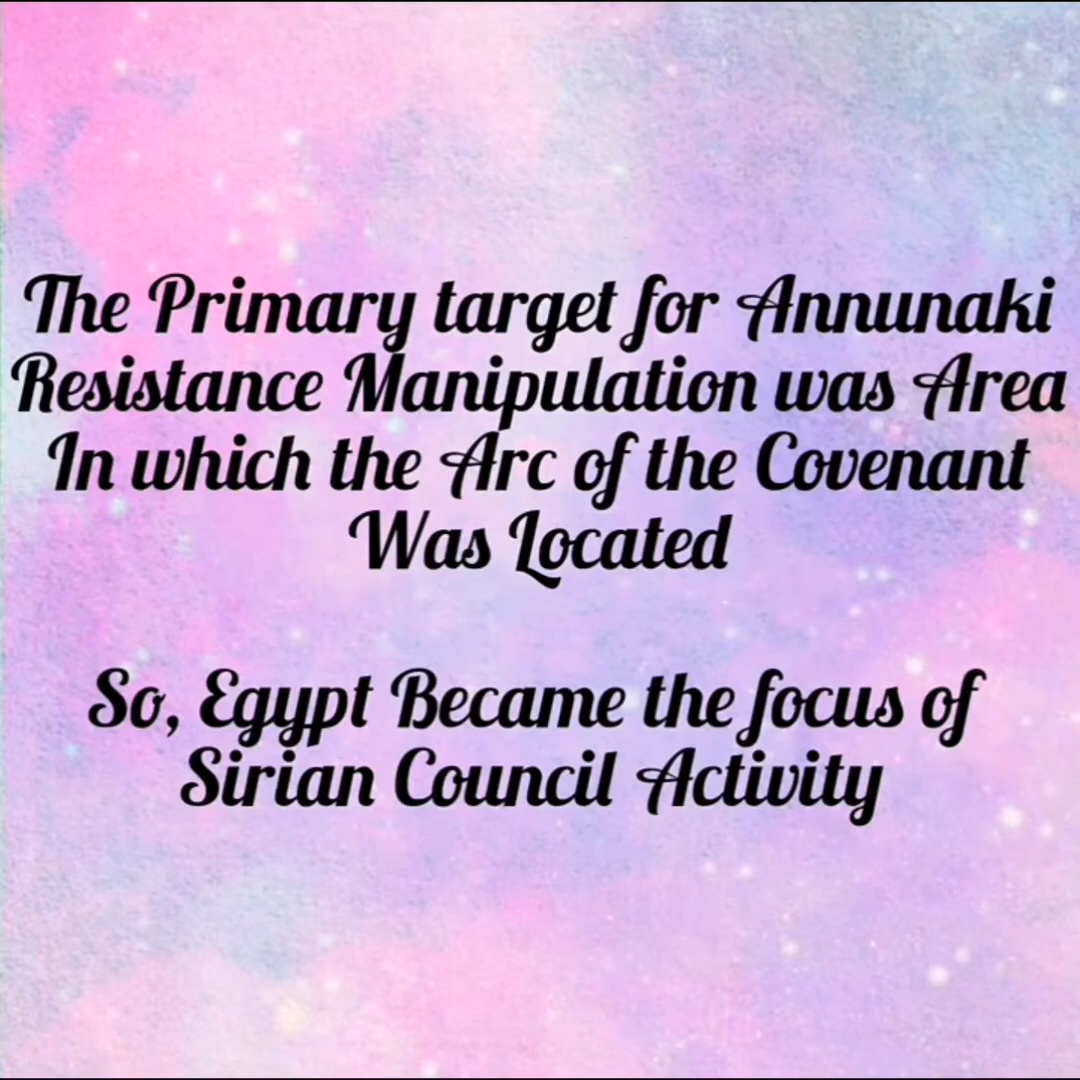 The Primary target for Annunaki
Resistance Manipulation was Area
In which the Arc of the Covenant
Was Located
So, Egypt Became the focus of
Sirian Council Activity